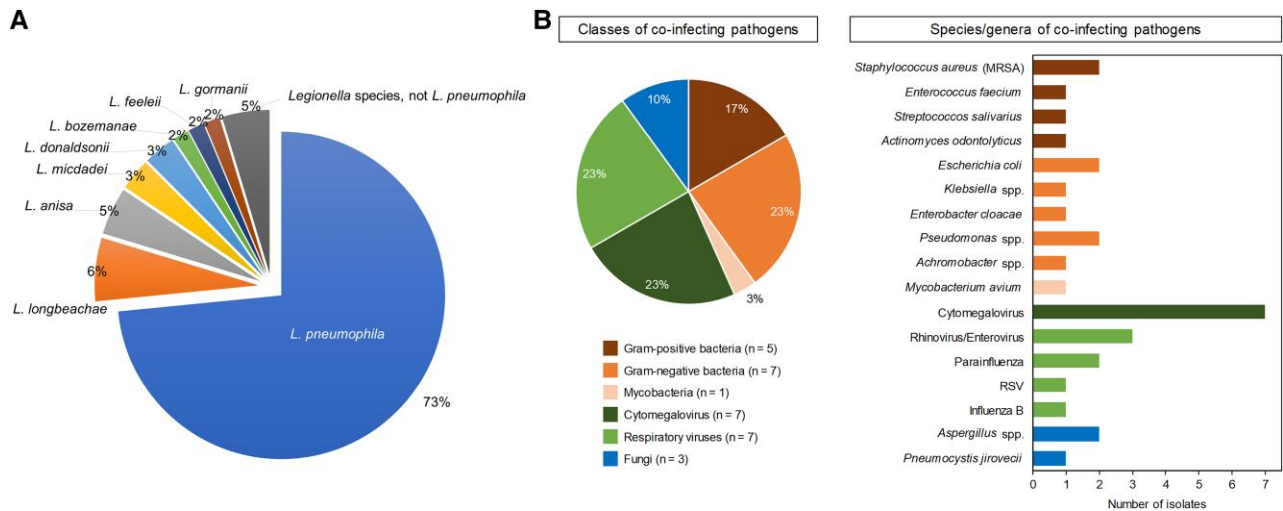 A
L. gormanii
L. feeleii
L. bozemanae
L. donaldsonii
L. micdadei
L. anisa
L. longbeachae
Legionella species, not L. pneumophila
5%
2%
2%
2%
3%
3%
5%
6%
L. pneumophila
73%
B
Classes of co-infecting pathogens
10%
17%
23%
23%
23%
3%
Gram-positive bacteria (n = 5)
Gram-negative bacteria (n = 7)
Mycobacteria (n = 1)
Cytomegalovirus (n = 7)
Respiratory viruses (n = 7)
Fungi (n = 3)
Species/genera of co-infecting pathogens
Staphylococcus aureus (MRSA)
Enterococcus faecium
Streptococcos salivarius
Actinomyces odontolyticus
Escherichia coli
Klebsiella spp.
Enterobacter cloacae
Pseudomonas spp.
Achromobacter spp.
Mycobacterium avium
Cytomegalovirus
Rhinovirus/Enterovirus
Parainfluenza
RSV
Influenza B
Aspergillus spp.
Pneumocystis jirovecii
0 1 2 3 4 5 6 7
Number of isolates